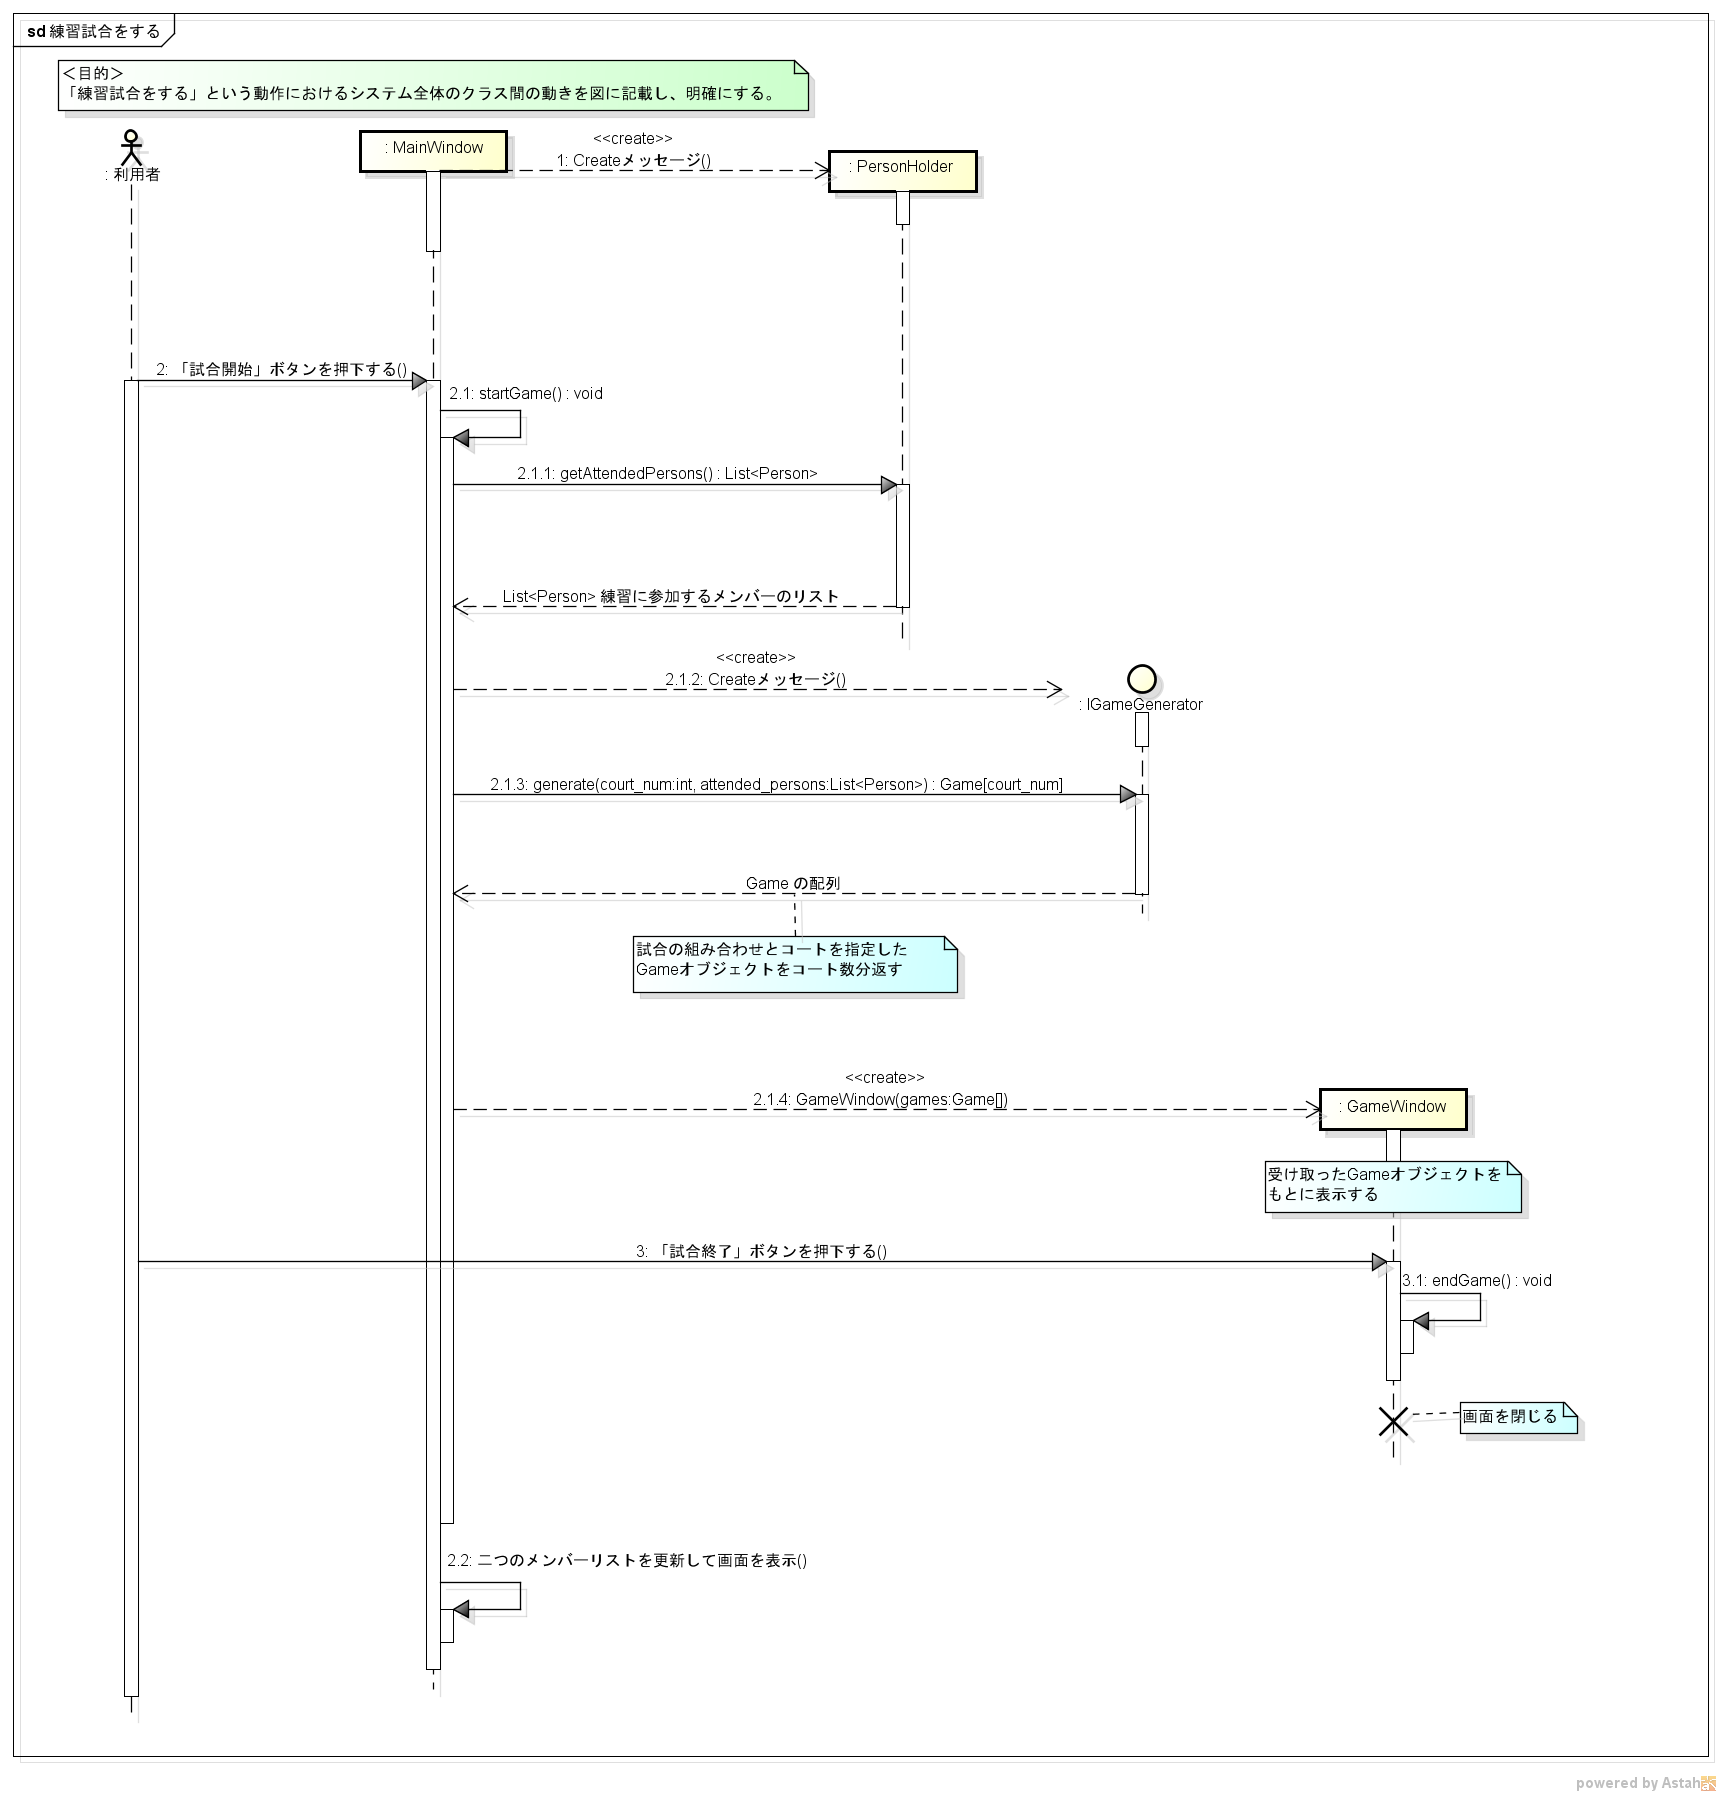 sd 練習試合をする
＜目的＞
「練習試合をする」という動作におけるシステム全体のクラス間の動きを図に記載し、明確にする。
: 利用者
: MainWindow
<<create>>
1: Createメッセージ()
: PersonHolder
2: 「試合開始」ボタンを押下する()
2.1: startGame() : void
2.1.1: getAttendedPersons() : List<Person>
List<Person> 練習に参加するメンバーのリスト
<<create>>
2.1.2: Createメッセージ()
: IGameGenerator
2.1.3: generate(court_num:int, attended_persons:List<Person>) : Game[court_num]
Game の配列
試合の組み合わせとコートを指定した
Gameオブジェクトをコート数分返す
<<create>>
2.1.4: GameWindow(games:Game[])
: GameWindow
受け取ったGameオブジェクトを
もとに表示する
3: 「試合終了」ボタンを押下する()
3.1: endGame() : void
画面を閉じる
2.2: 二つのメンバーリストを更新して画面を表示()
powered by Astah